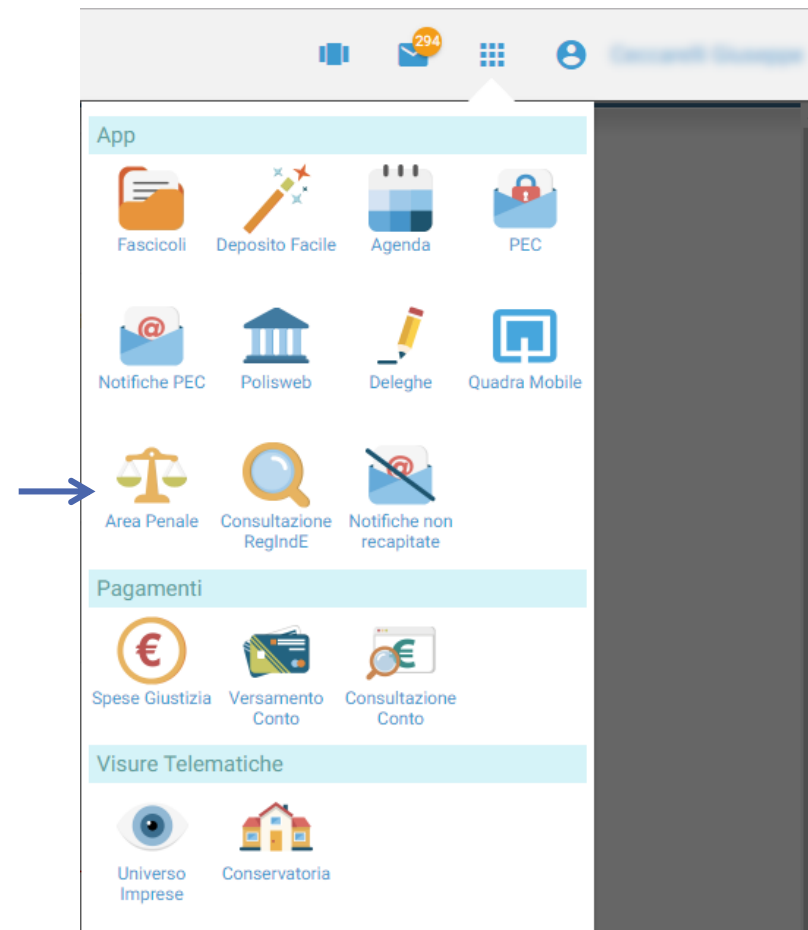 294
App
Fascicoli
Deposito Facile
Agenda
PEC
Notifiche PEC
Polisweb
Deleghe
Quadra Mobile
Area Penale
Consultazione
RegIndE
Notifiche non
recapitate
Pagamenti
Spese Giustizia
Versamento
Conto
Consultazione
Conto
Visure Telematiche
Universo
Imprese
Conservatoria